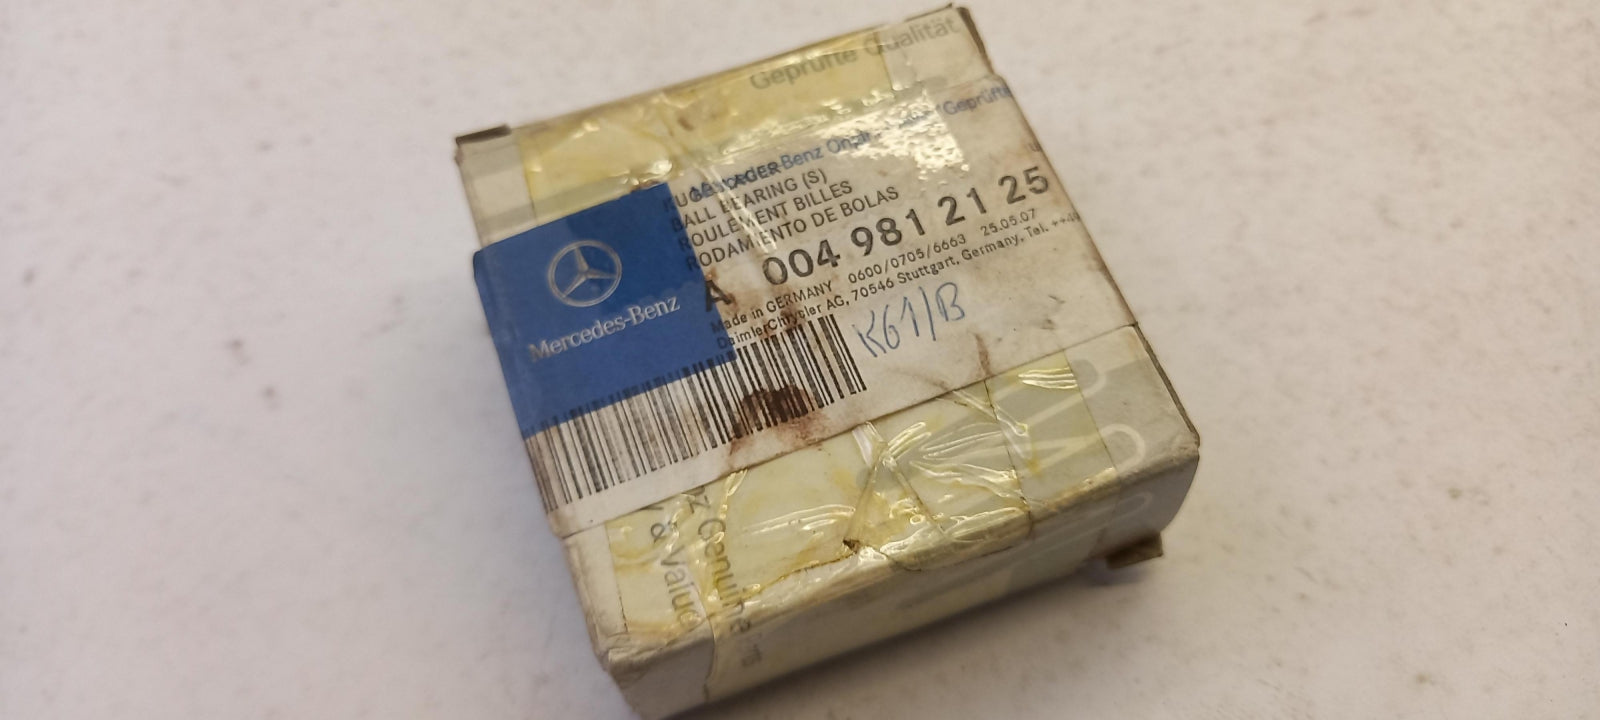 Geprüfte Qualität
Mercedes-Benz "Geprüfte
BALL BEARING (S)
ROULEMENT BILLES
RODAMIENTO DE BOLAS
A 004 981 21 25
Made in GERMANY 0600/0705/6663 25.05.07
DaimlerChrysler AG, 70546 Stuttgart, Germany, Tel. ++49
Mercedes-Benz
K61/B
nz Genuine
y & Value